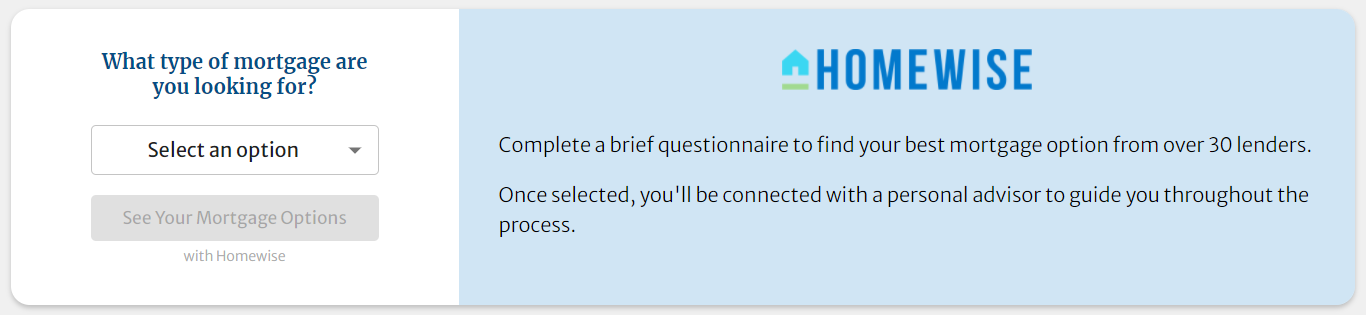 What type of mortgage are
you looking for?
Select an option
See Your Mortgage Options
with Homewise
HOMEWISE
Complete a brief questionnaire to find your best mortgage option from over 30 lenders.
Once selected, you'll be connected with a personal advisor to guide you throughout the
process.